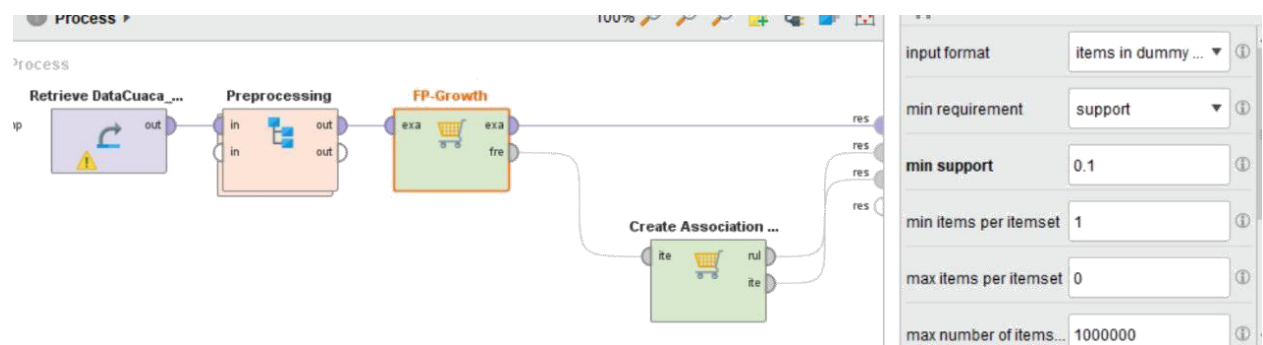 Process
100%
Process
Retrieve DataCuaca_...
Preprocessing
FP-Growth
out
in
out
in
out
exa
exa
fre
res
res
res
res
Create Association ...
ite
rul
ite
input format
items in dummy ...
min requirement
support
min support
0.1
min items per itemset
1
max items per itemset
0
max number of items...
1000000